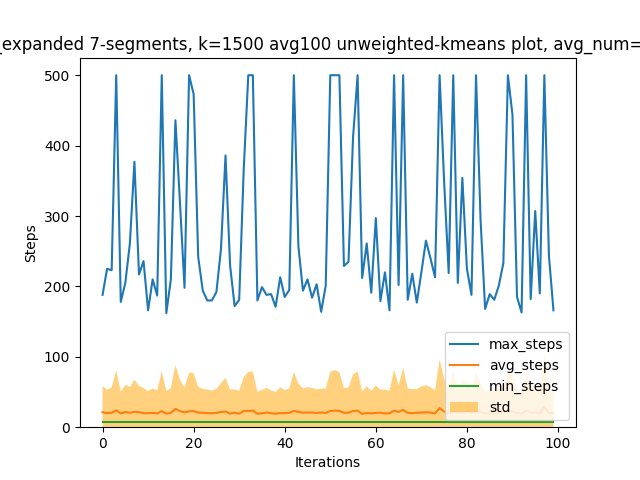 _expanded 7-segments, k=1500 avg100 unweighted-kmeans plot, avg_num=
Steps
500
400
300
200
100
0
max_steps
avg_steps
min_steps
std
0
20
40
60
80
100
Iterations